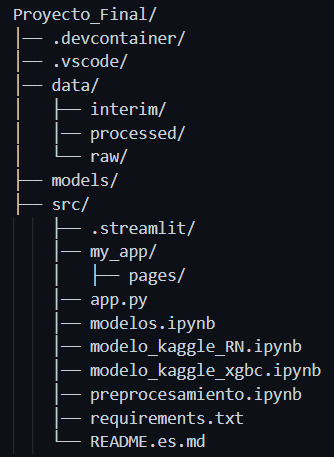 Proyecto_Final/
│── .devcontainer/
│── .vscode/
│── data/
│   ├── interim/
│   │── processed/
│   └── raw/
├── models/
├── src/
    ├── .streamlit/
    │── my_app/
    │   ├── pages/
    │── app.py
    │── modelos.ipynb
    │── modelo_kaggle_RN.ipynb
    │── modelo_kaggle_xgbc.ipynb
    │── preprocesamiento.ipynb
    │── requirements.txt
    └── README.es.md